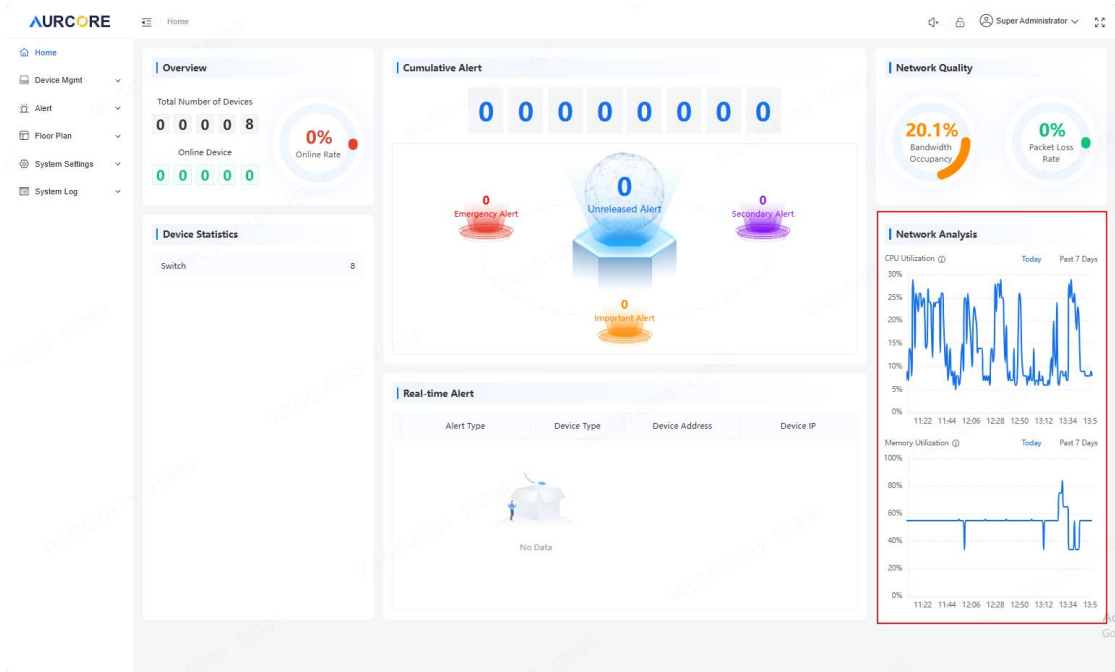 AURCORE
Home
Super Administrator
Home
Device Mgmt
Alert
Floor Plan
System Settings
System Log
Overview
Total Number of Devices
0 0 0 0 8
Online Device
0 0 0 0 0
0%
Online Rate
Device Statistics
Switch 8
Cumulative Alert
0 0 0 0 0 0 0 0
0
Unreleased Alert
0
Emergency Alert
0
Secondary Alert
0
Important Alert
Real-time Alert
Alert Type Device Type Device Address Device IP
No Data
Network Quality
20.1%
Bandwidth
Occupancy
0%
Packet Loss
Rate
Network Analysis
CPU Utilization Today Past 7 Days
30%
25%
20%
15%
10%
5%
0%
11:22 11:44 12:06 12:28 12:50 13:12 13:34 13:5
Memory Utilization Today Past 7 Days
100%
80%
60%
40%
20%
0%
11:22 11:44 12:06 12:28 12:50 13:12 13:34 13:5